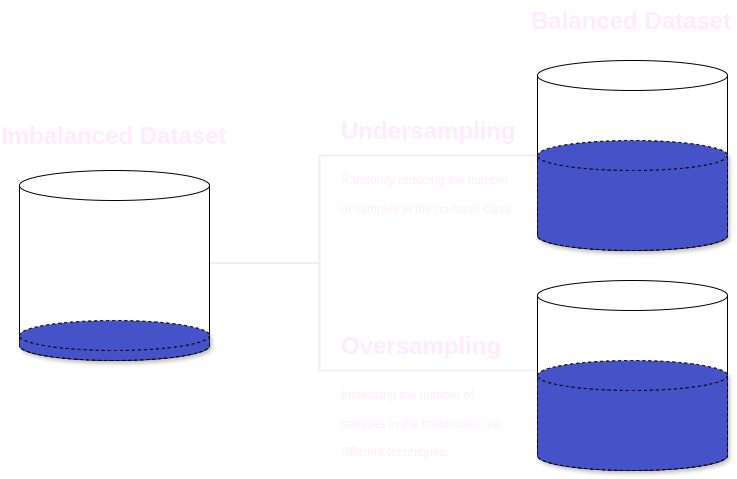 Balanced Dataset
Imbalanced Dataset
Undersampling
Randomly reducing the number
of samples in the no-fraud class.
Oversampling
Increasing the number of
samples in the fraud class, via
different techniques.